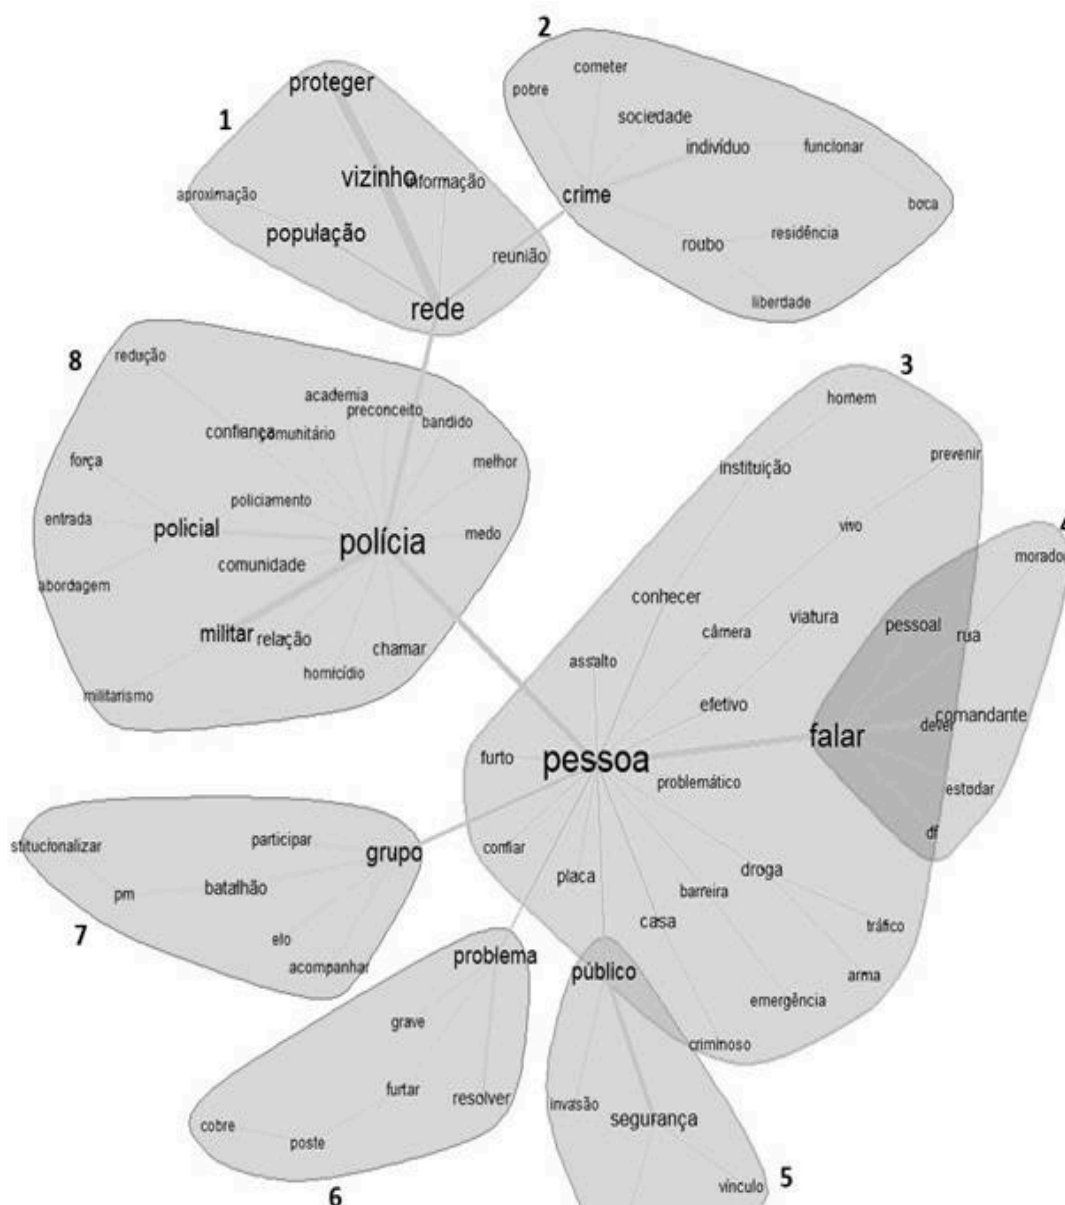 2
cometer
pobre
proteger
1
sociedade
indivíduo
funcionar
vizinho
informação
aproximação
crime
boca
população
roubo
residência
reunião
liberdade
rede
8
redução
3
academia
homem
preconceito
bandido
confiança
comunitário
força
melhor
instituição
prevenir
policiamento
entrada
policial
polícia
medo
vivo
comunidade
morador
abordagem
conhecer
viatura
pessoal
câmera
rua
militar
relação
chamar
assalto
homicídio
militarismo
efetivo
comandante
dever
falar
furto
pessoa
problemático
estudar
df
participar
stitucionalizar
grupo
confiar
batalhão
pm
placa
droga
barreira
casa
tráfico
7
elo
acompanhar
problema
público
arma
emergência
grave
criminoso
furtar
resolver
invasão
segurança
cobre
poste
5
vínculo
6